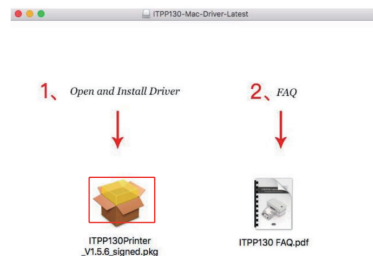 ITPP130-Mac-Driver-Latest
1、 Open and Install Driver
2、 FAQ
ITPP130Printer
_V1.5.6_signed.pkg
ITPP130 FAQ.pdf